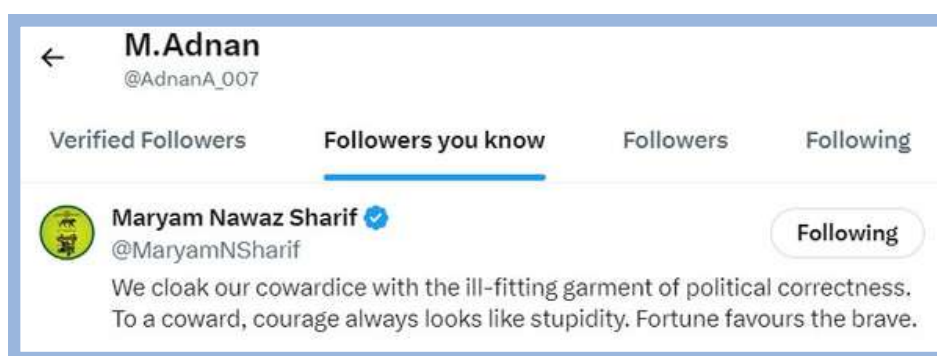 M.Adnan
@AdnanA_007
Verified Followers Followers you know Followers Following
Maryam Nawaz Sharif
Following
@MaryamNSharif
We cloak our cowardice with the ill-fitting garment of political correctness.
To a coward, courage always looks like stupidity. Fortune favours the brave.